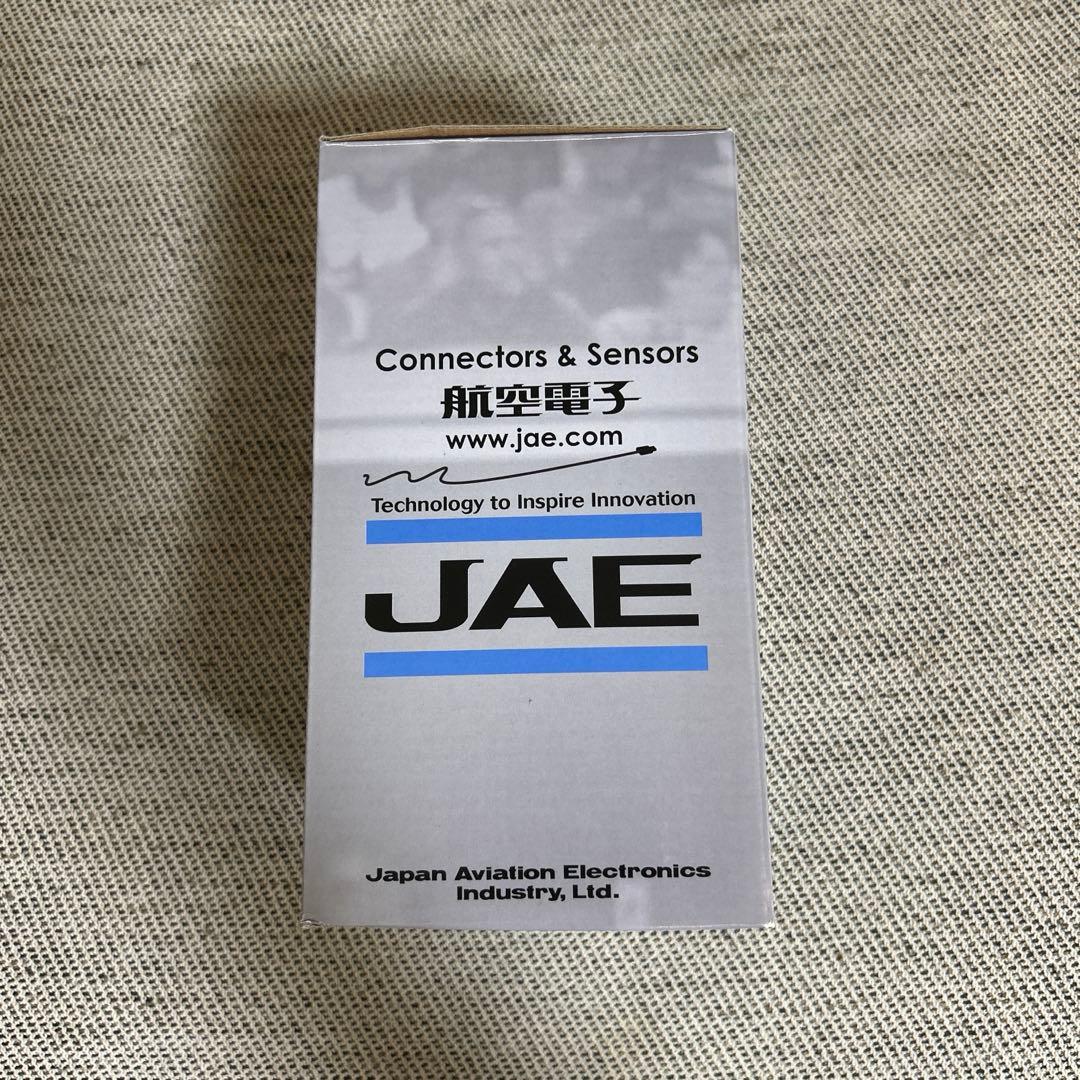 Connectors & Sensors
航空電子
www.jae.com
Technology to Inspire Innovation
JAE
Japan Aviation Electronics
Industry, Ltd.